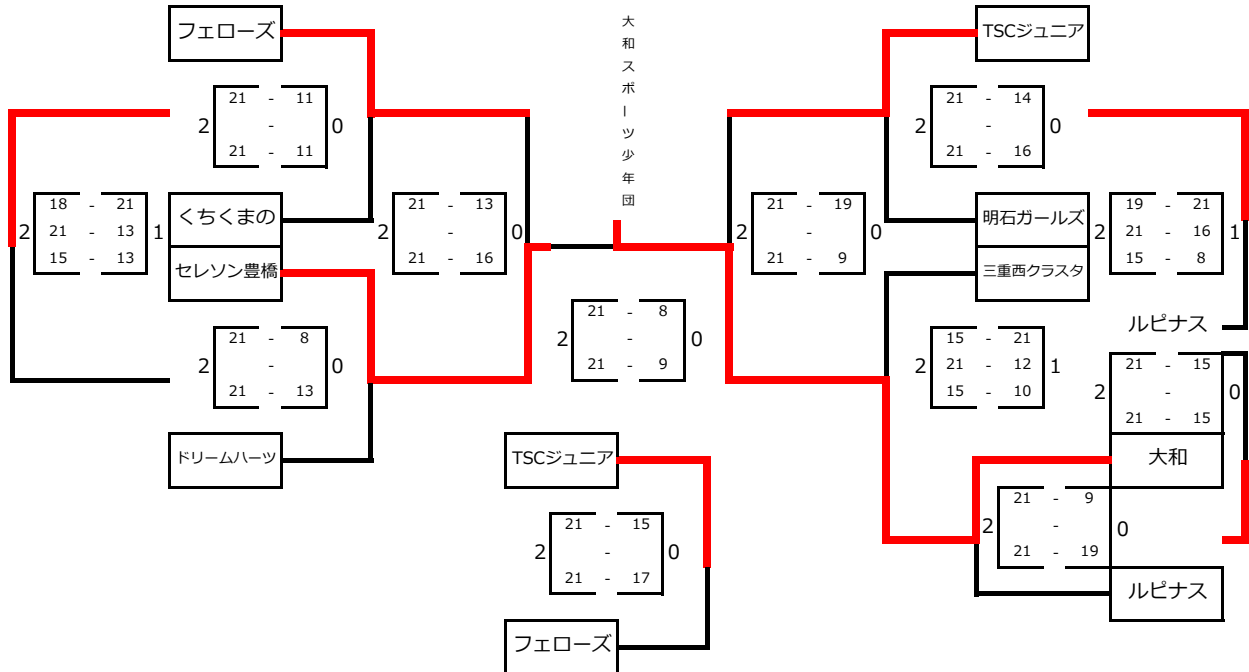 大和スポーツ少年団
フェローズ
TSCジュニア
21 - 11
2 - 0
21 - 11
21 - 14
2 - 0
21 - 16
くちくまの
明石ガールズ
18 - 21
2 21 - 13 1
15 - 13
21 - 13
2 - 0
21 - 16
21 - 19
2 - 0
21 - 9
19 - 21
2 21 - 16 1
15 - 8
セレソン豊橋
三重西クラスタ
21 - 8
2 - 0
21 - 9
ルピナス
21 - 8
2 - 0
21 - 13
15 - 21
2 21 - 12 1
15 - 10
21 - 15
2 - 0
21 - 15
ドリームハーツ
TSCジュニア
大和
21 - 15
2 - 0
21 - 17
21 - 9
2 - 0
21 - 19
ルピナス
フェローズ